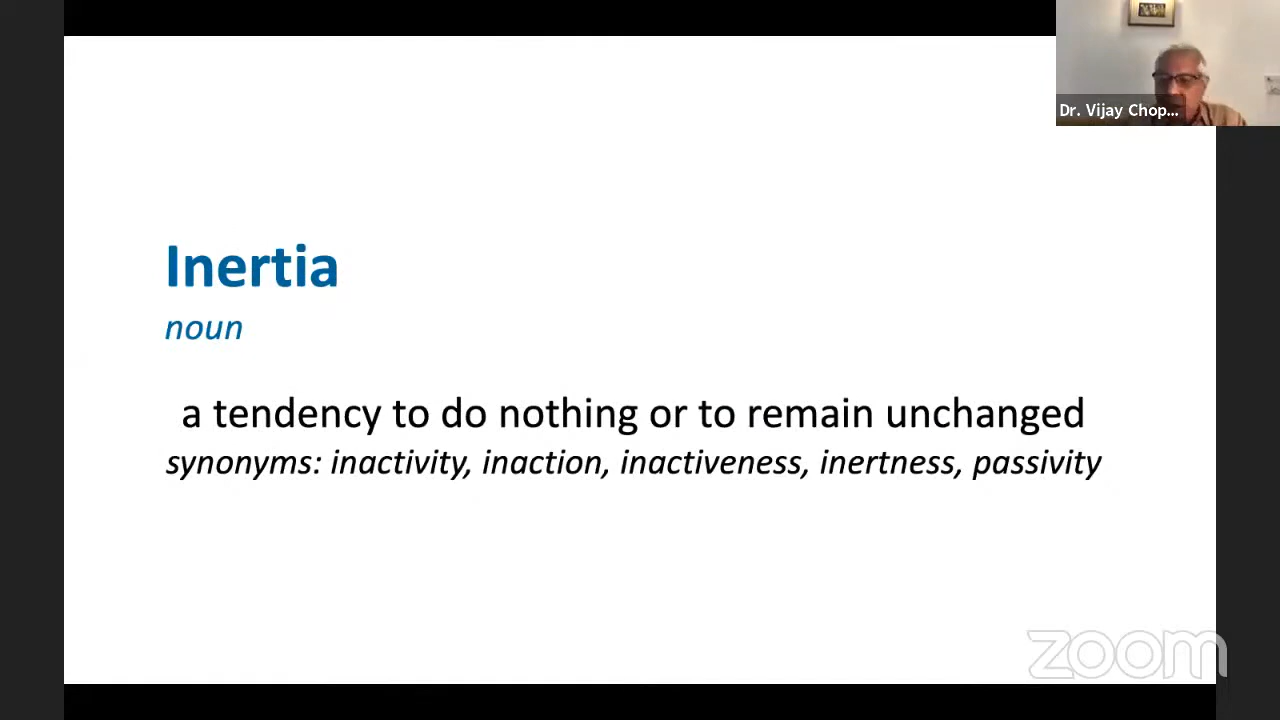 Dr. Vijay Chop...
Inertia
noun
a tendency to do nothing or to remain unchanged
synonyms: inactivity, inaction, inactiveness, inertness, passivity
zoom